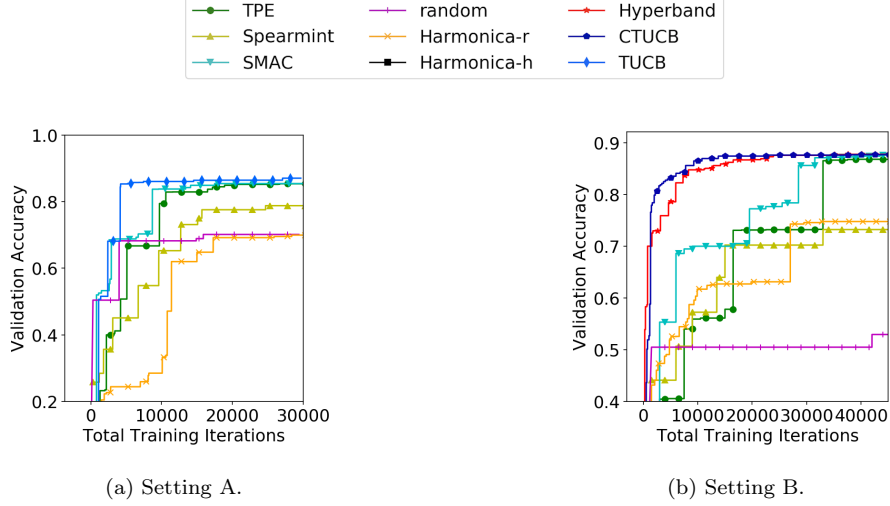 TPE random Hyperband
Spearmint Harmonica-r CTUCB
SMAC Harmonica-h TUCB
Validation Accuracy
1.0
0.8
0.6
0.4
0.2
0 10000 20000 30000
Total Training Iterations
(a) Setting A.
Validation Accuracy
0.9
0.8
0.7
0.6
0.5
0.4
0 10000 20000 30000 40000
Total Training Iterations
(b) Setting B.